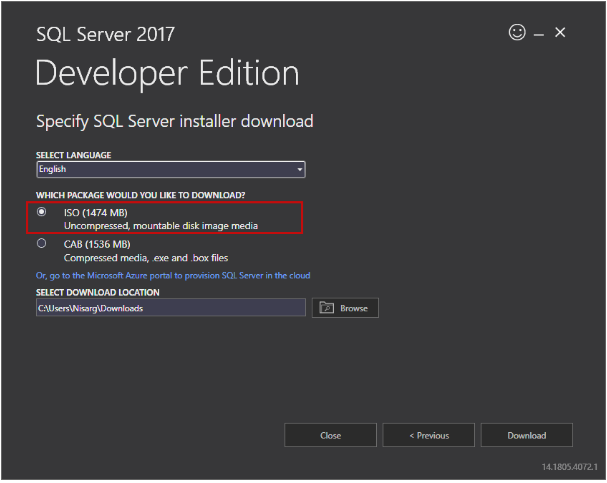 SQL Server 2017
Developer Edition
Specify SQL Server installer download
SELECT LANGUAGE
English
WHICH PACKAGE WOULD YOU LIKE TO DOWNLOAD?
ISO (1474 MB)
Uncompressed, mountable disk image media
CAB (1536 MB)
Compressed media, .exe and .box files
Or, go to the Microsoft Azure portal to provision SQL Server in the cloud
SELECT DOWNLOAD LOCATION
C:\Users\Nisarg\Downloads
Browse
Close
< Previous
Download
14.1805.4072.1